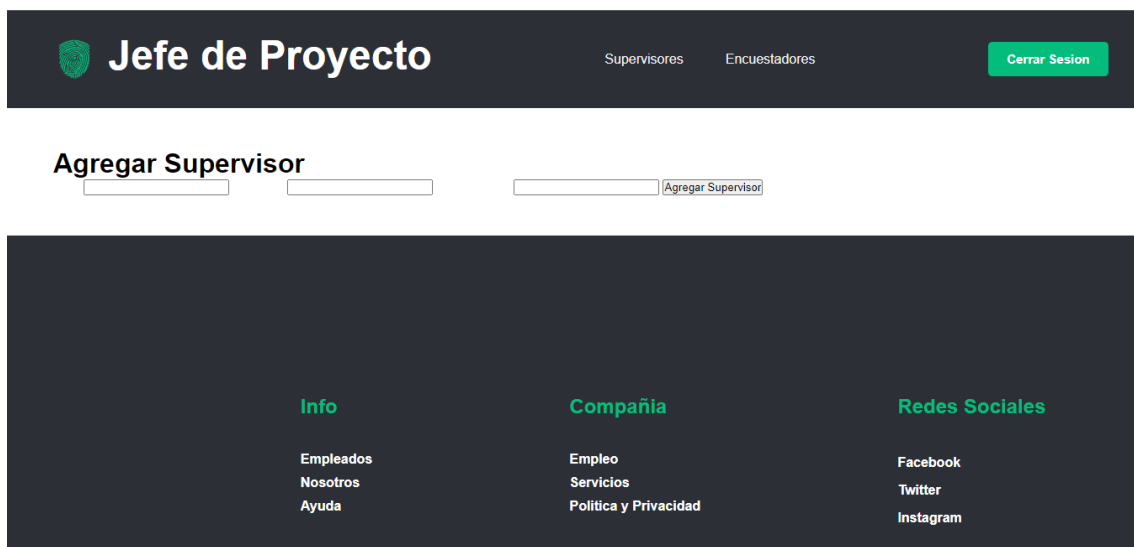 Jefe de Proyecto
Supervisores
Encuestadores
Cerrar Sesion
Agregar Supervisor
Agregar Supervisor
Info
Compañia
Redes Sociales
Empleados
Empleo
Facebook
Nosotros
Servicios
Twitter
Ayuda
Politica y Privacidad
Instagram